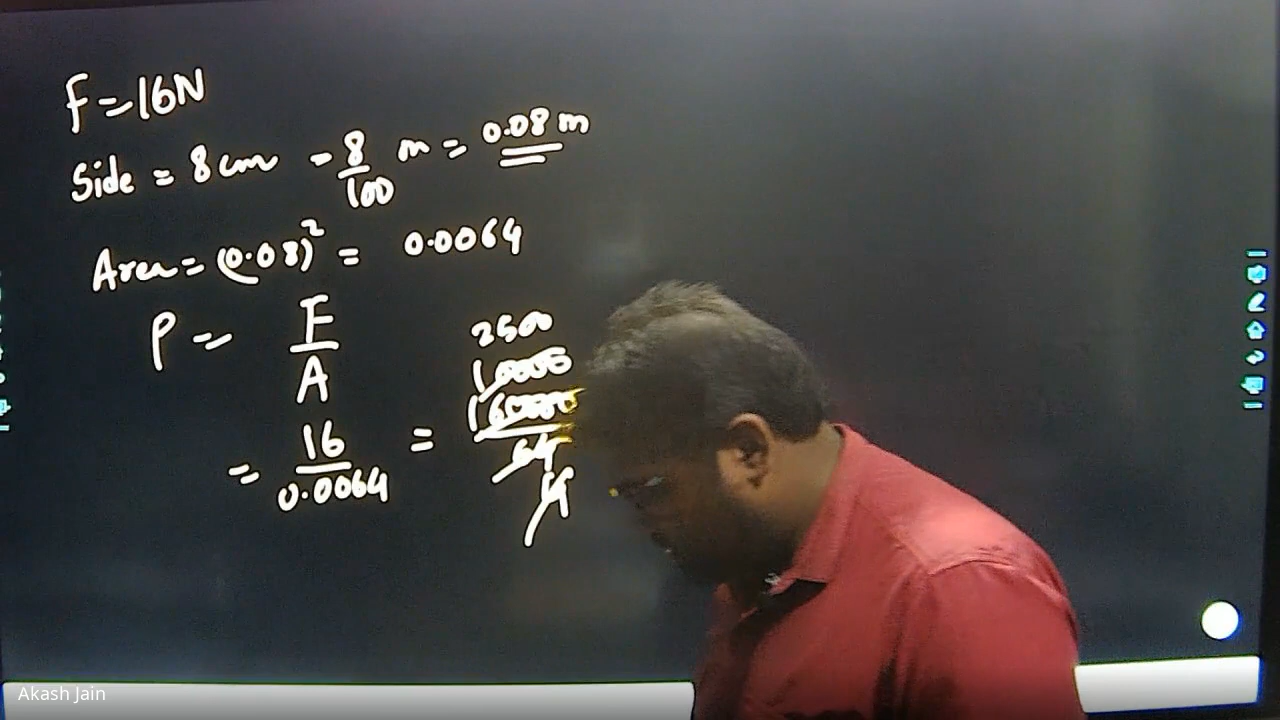 F = 16N
Side = 8 cm = 8/100 m = 0.08 m
Area = (0.08)² = 0.0064
P = F/A
= 16/0.0064 = 160000/64
10000
2500
4
Akash Jain